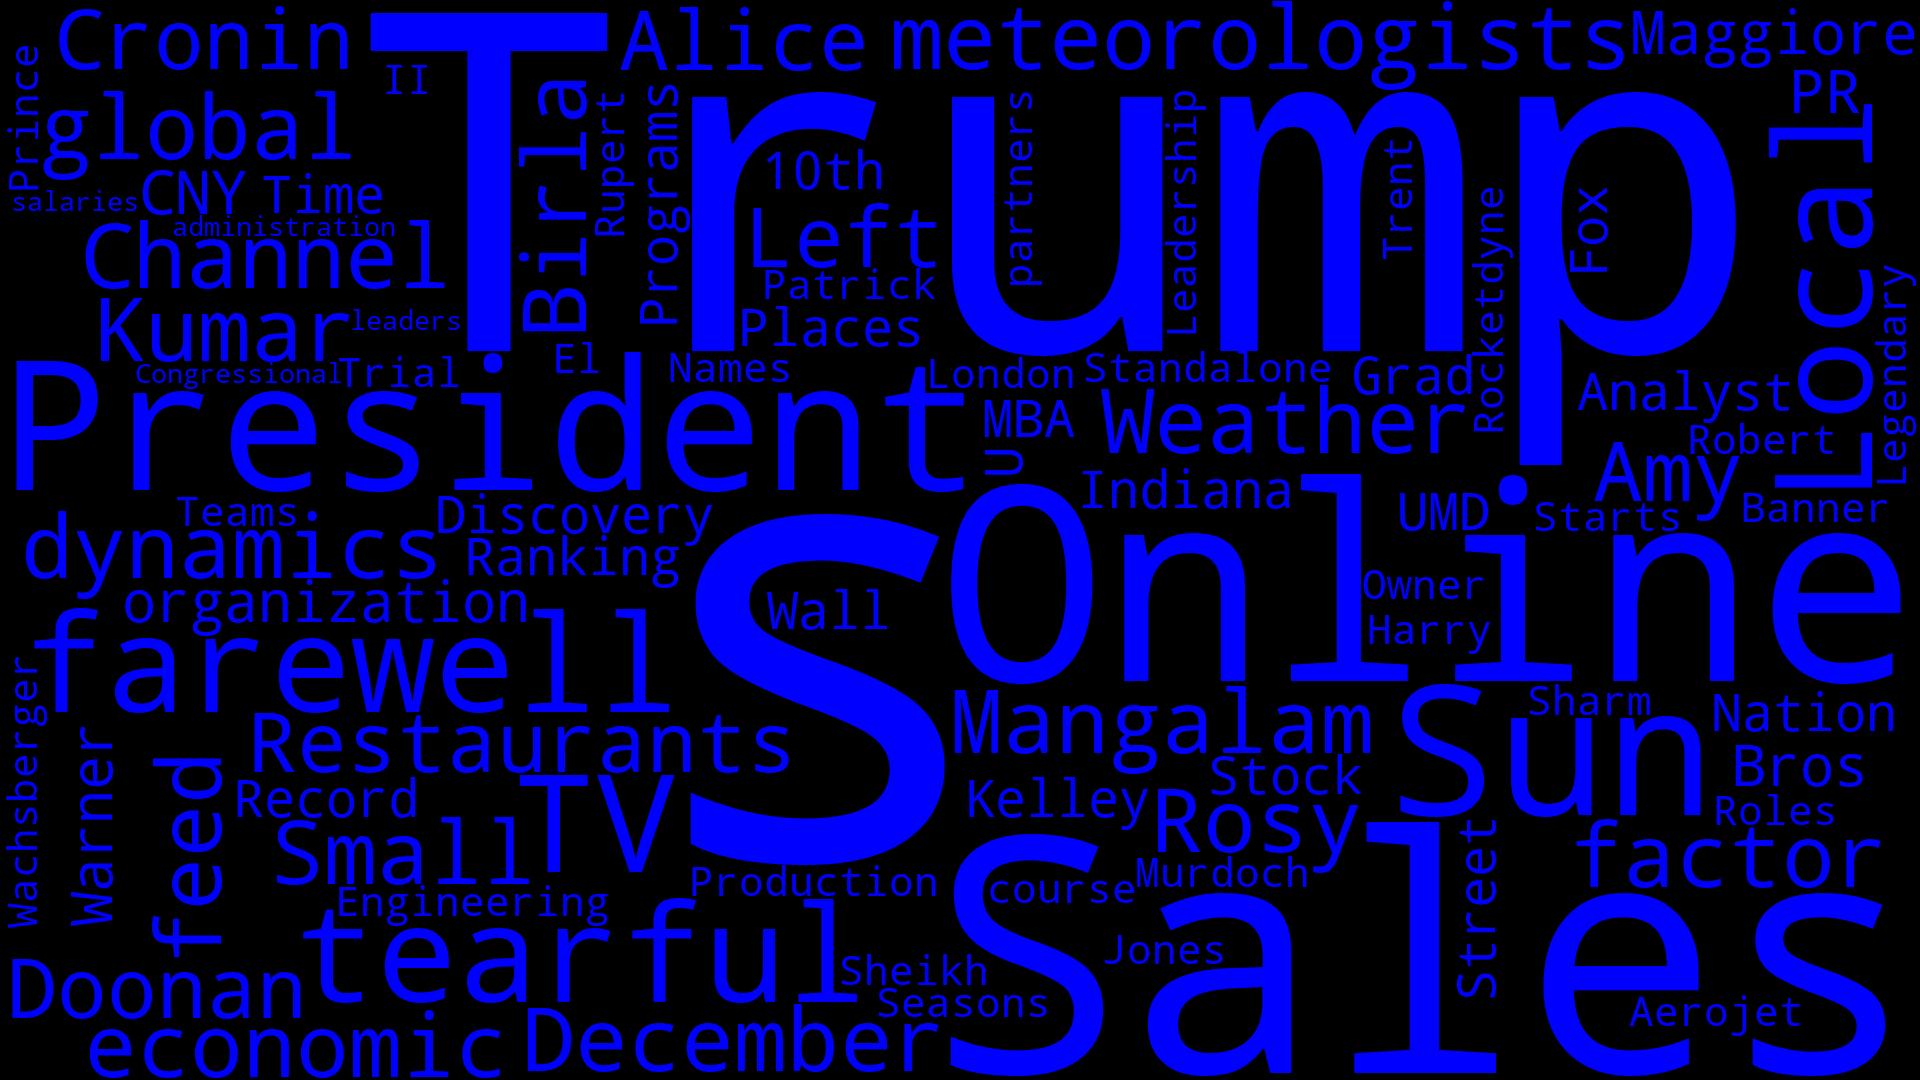 Cronin
Trump
Alice
meteorologists
Maggiore
Prince
II
Birla
PR
global
Rupert
Programs
partners
Leadership
Local
10th
Trent
salaries
CNY
Time
Rocketdyne
Fox
administration
Left
Channel
Patrick
Legendary
Kumar
leaders
Places
El
Names
London
Standalone
Grad
Congressional
Trial
President
MBA
Weather
Analyst
U
Robert
Amy
Indiana
Teams
Discovery
UMD
Starts
Banner
dynamics
Ranking
s
Online
organization
Wall
Owner
farewell
Harry
Wachsberger
Mangalam
Sun
Sharm
Nation
Warner
Restaurants
feed
Stock
Bros
Record
TV
Kelley
Rosy
Roles
Small
Street
factor
Production
course
Murdoch
Sales
Engineering
tearful
Jones
Doonan
Sheikh
Seasons
Aerojet
economic
December